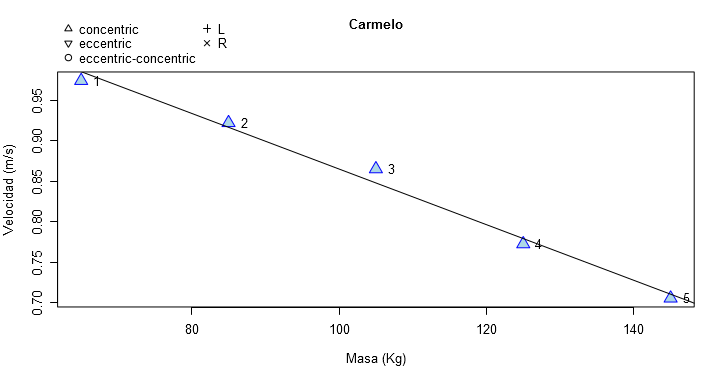 Carmelo
concentric
eccentric
eccentric-concentric
L
R
Velocidad (m/s)
0.95
0.90
0.85
0.80
0.75
0.70
1
2
3
4
5
80 100 120 140
Masa (Kg)